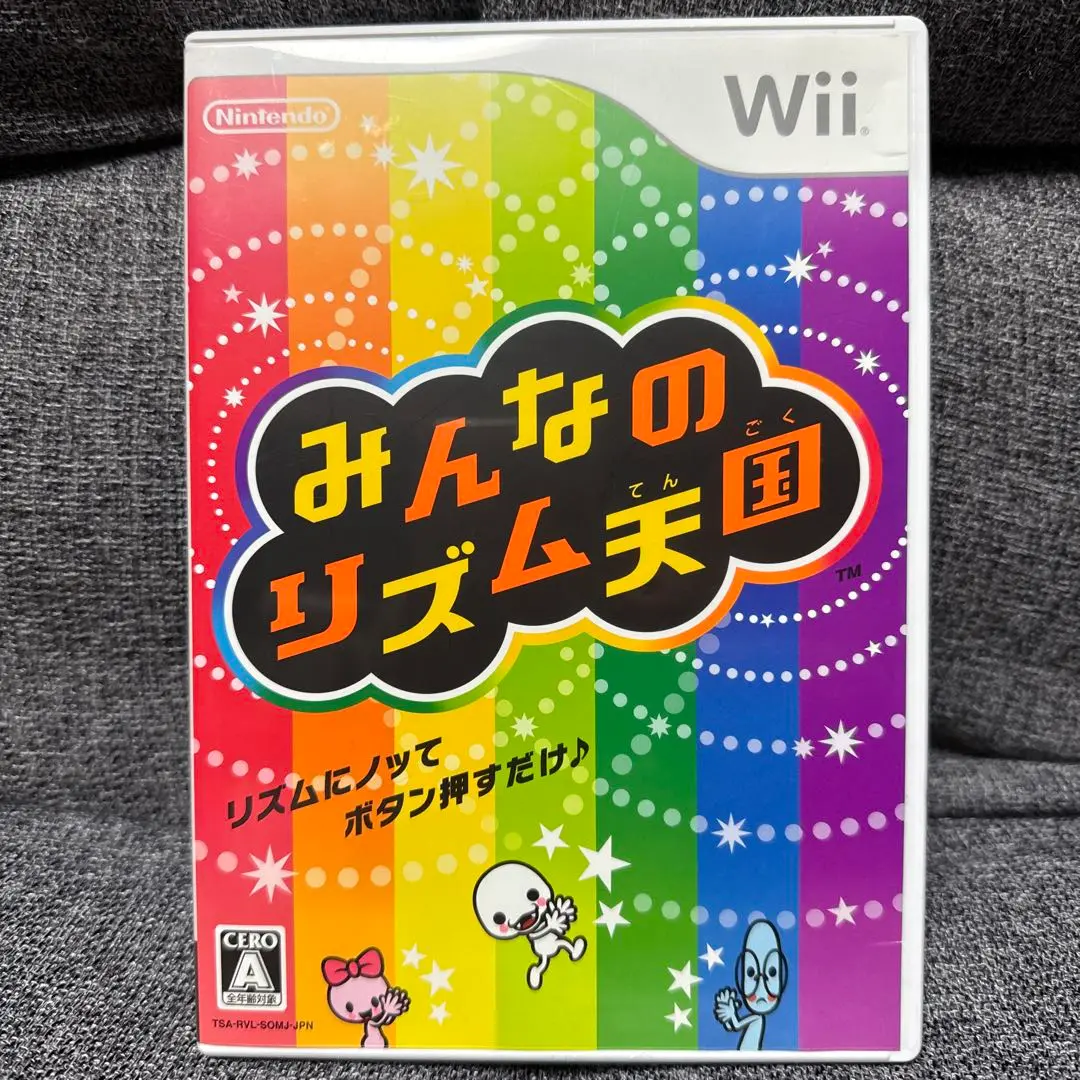 Nintendo
Wii
みんなの
リズム天国
てん
ごく
TM
リズムにノッて
ボタン押すだけ♪
CERO
A
全年齢対象
TSA-RVL-SOMJ-JPN